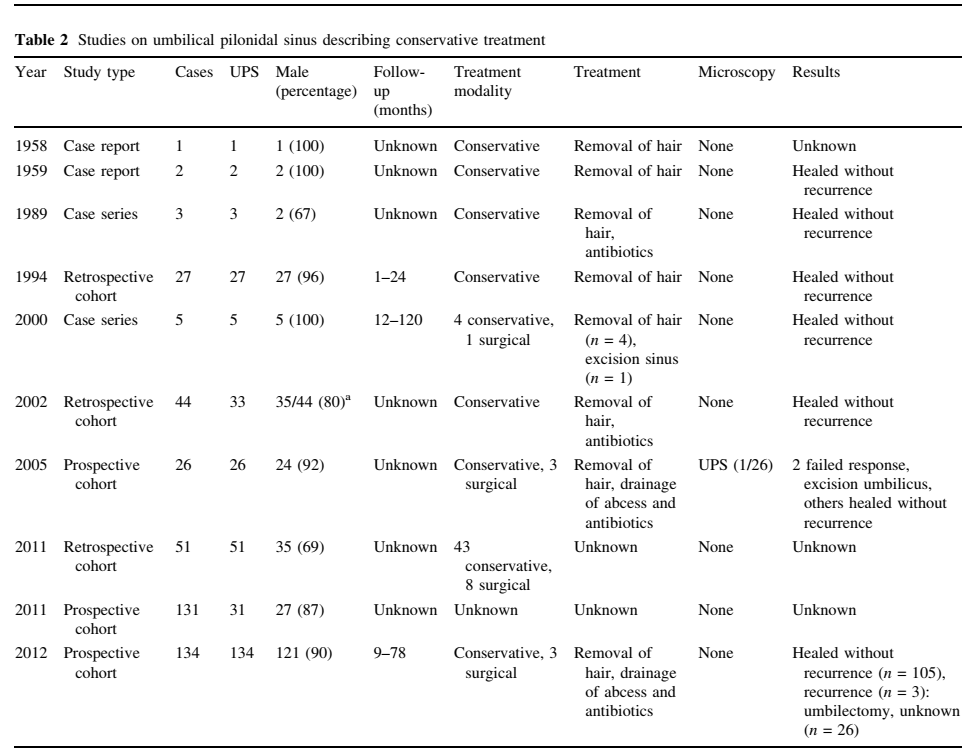 Table 2 Studies on umbilical pilonidal sinus describing conservative treatment
Year Study type Cases UPS Male Follow- Treatment Treatment Microscopy Results
(percentage) up modality
(months)
1958 Case report 1 1 1 (100) Unknown Conservative Removal of hair None Unknown
1959 Case report 2 2 2 (100) Unknown Conservative Removal of hair None Healed without
recurrence
1989 Case series 3 3 2 (67) Unknown Conservative Removal of None Healed without
hair, recurrence
antibiotics
1994 Retrospective 27 27 27 (96) 1–24 Conservative Removal of hair None Healed without
cohort recurrence
2000 Case series 5 5 5 (100) 12–120 4 conservative, Removal of hair None Healed without
1 surgical (n = 4), recurrence
excision sinus
(n = 1)
2002 Retrospective 44 33 35/44 (80)a Unknown Conservative Removal of None Healed without
cohort hair, recurrence
antibiotics
2005 Prospective 26 26 24 (92) Unknown Conservative, 3 Removal of UPS (1/26) 2 failed response,
cohort surgical hair, drainage excision umbilicus,
of abcess and others healed without
antibiotics recurrence
2011 Retrospective 51 51 35 (69) Unknown 43 Unknown None Unknown
cohort conservative,
8 surgical
2011 Prospective 131 31 27 (87) Unknown Unknown Unknown None Unknown
cohort
2012 Prospective 134 134 121 (90) 9–78 Conservative, 3 Removal of None Healed without
cohort surgical hair, drainage recurrence (n = 105),
of abcess and recurrence (n = 3):
antibiotics umbilectomy, unknown
(n = 26)